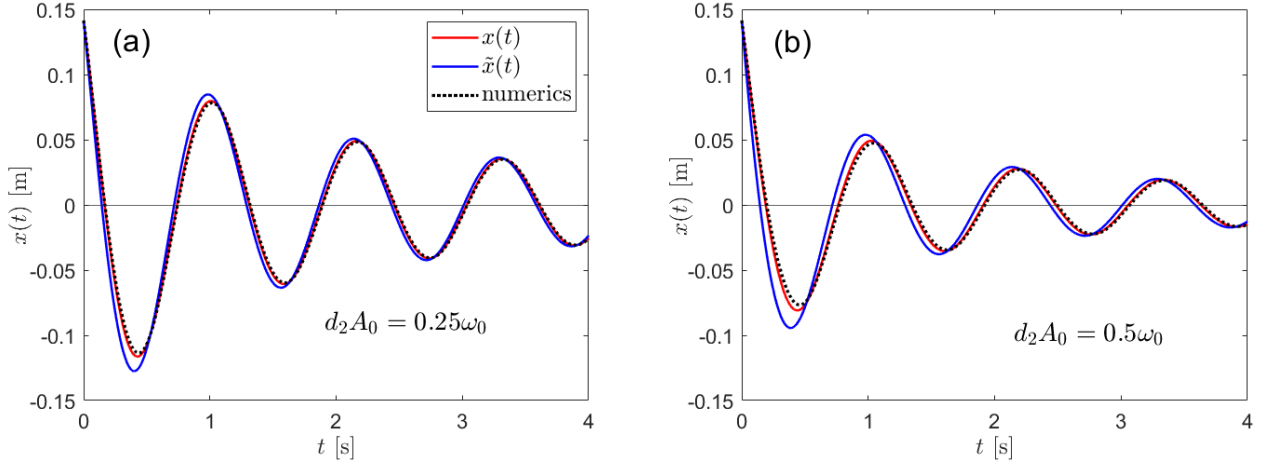 (a)
x(t)
x̃(t)
numerics
d₂A₀ = 0.25ω₀
0.15
0.1
0.05
0
-0.05
-0.1
-0.15
x(t) [m]
0
1
2
3
4
t [s]
(b)
d₂A₀ = 0.5ω₀
0.15
0.1
0.05
0
-0.05
-0.1
-0.15
x(t) [m]
0
1
2
3
4
t [s]